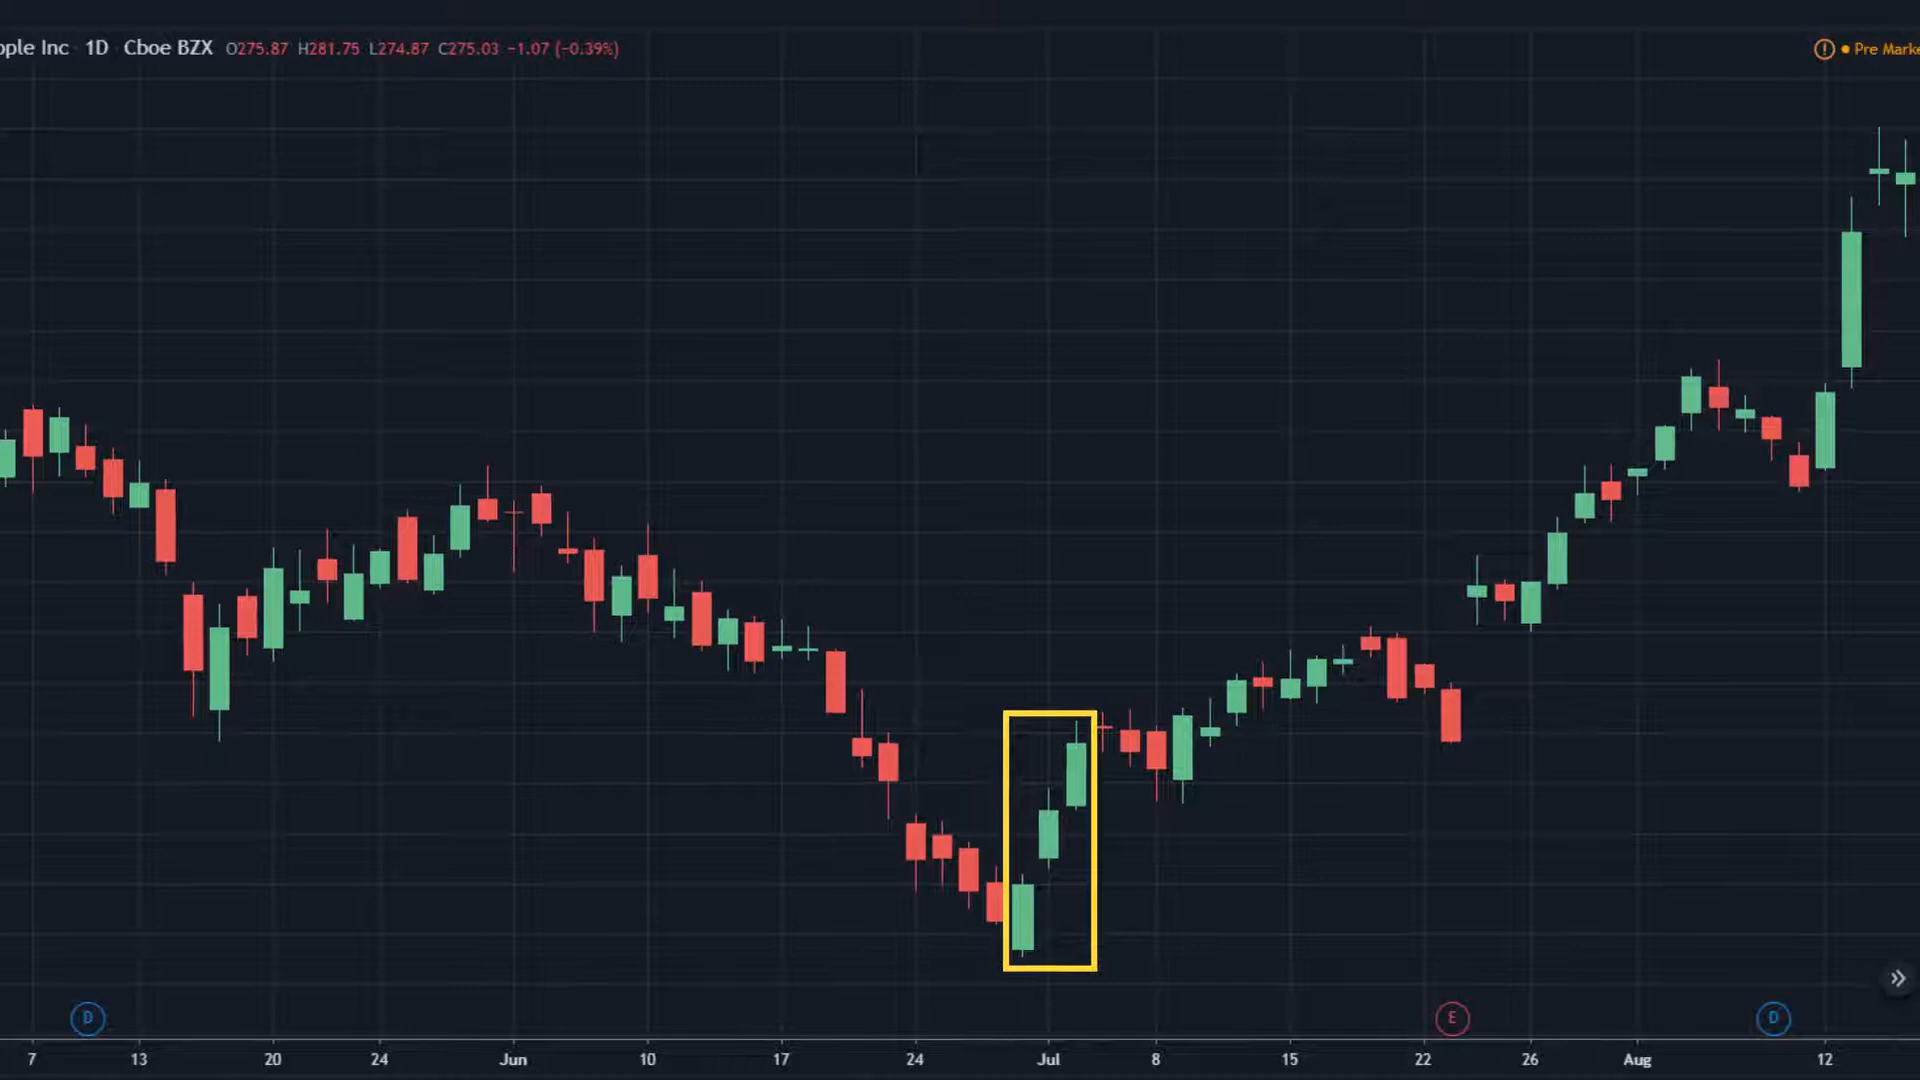 pple Inc 1D Cboe BZX O275.87 H281.75 L274.87 C275.03 −1.07 (−0.39%)
Pre Marke
D E D
7 13 20 24 Jun 10 17 24 Jul 8 15 22 26 Aug 12